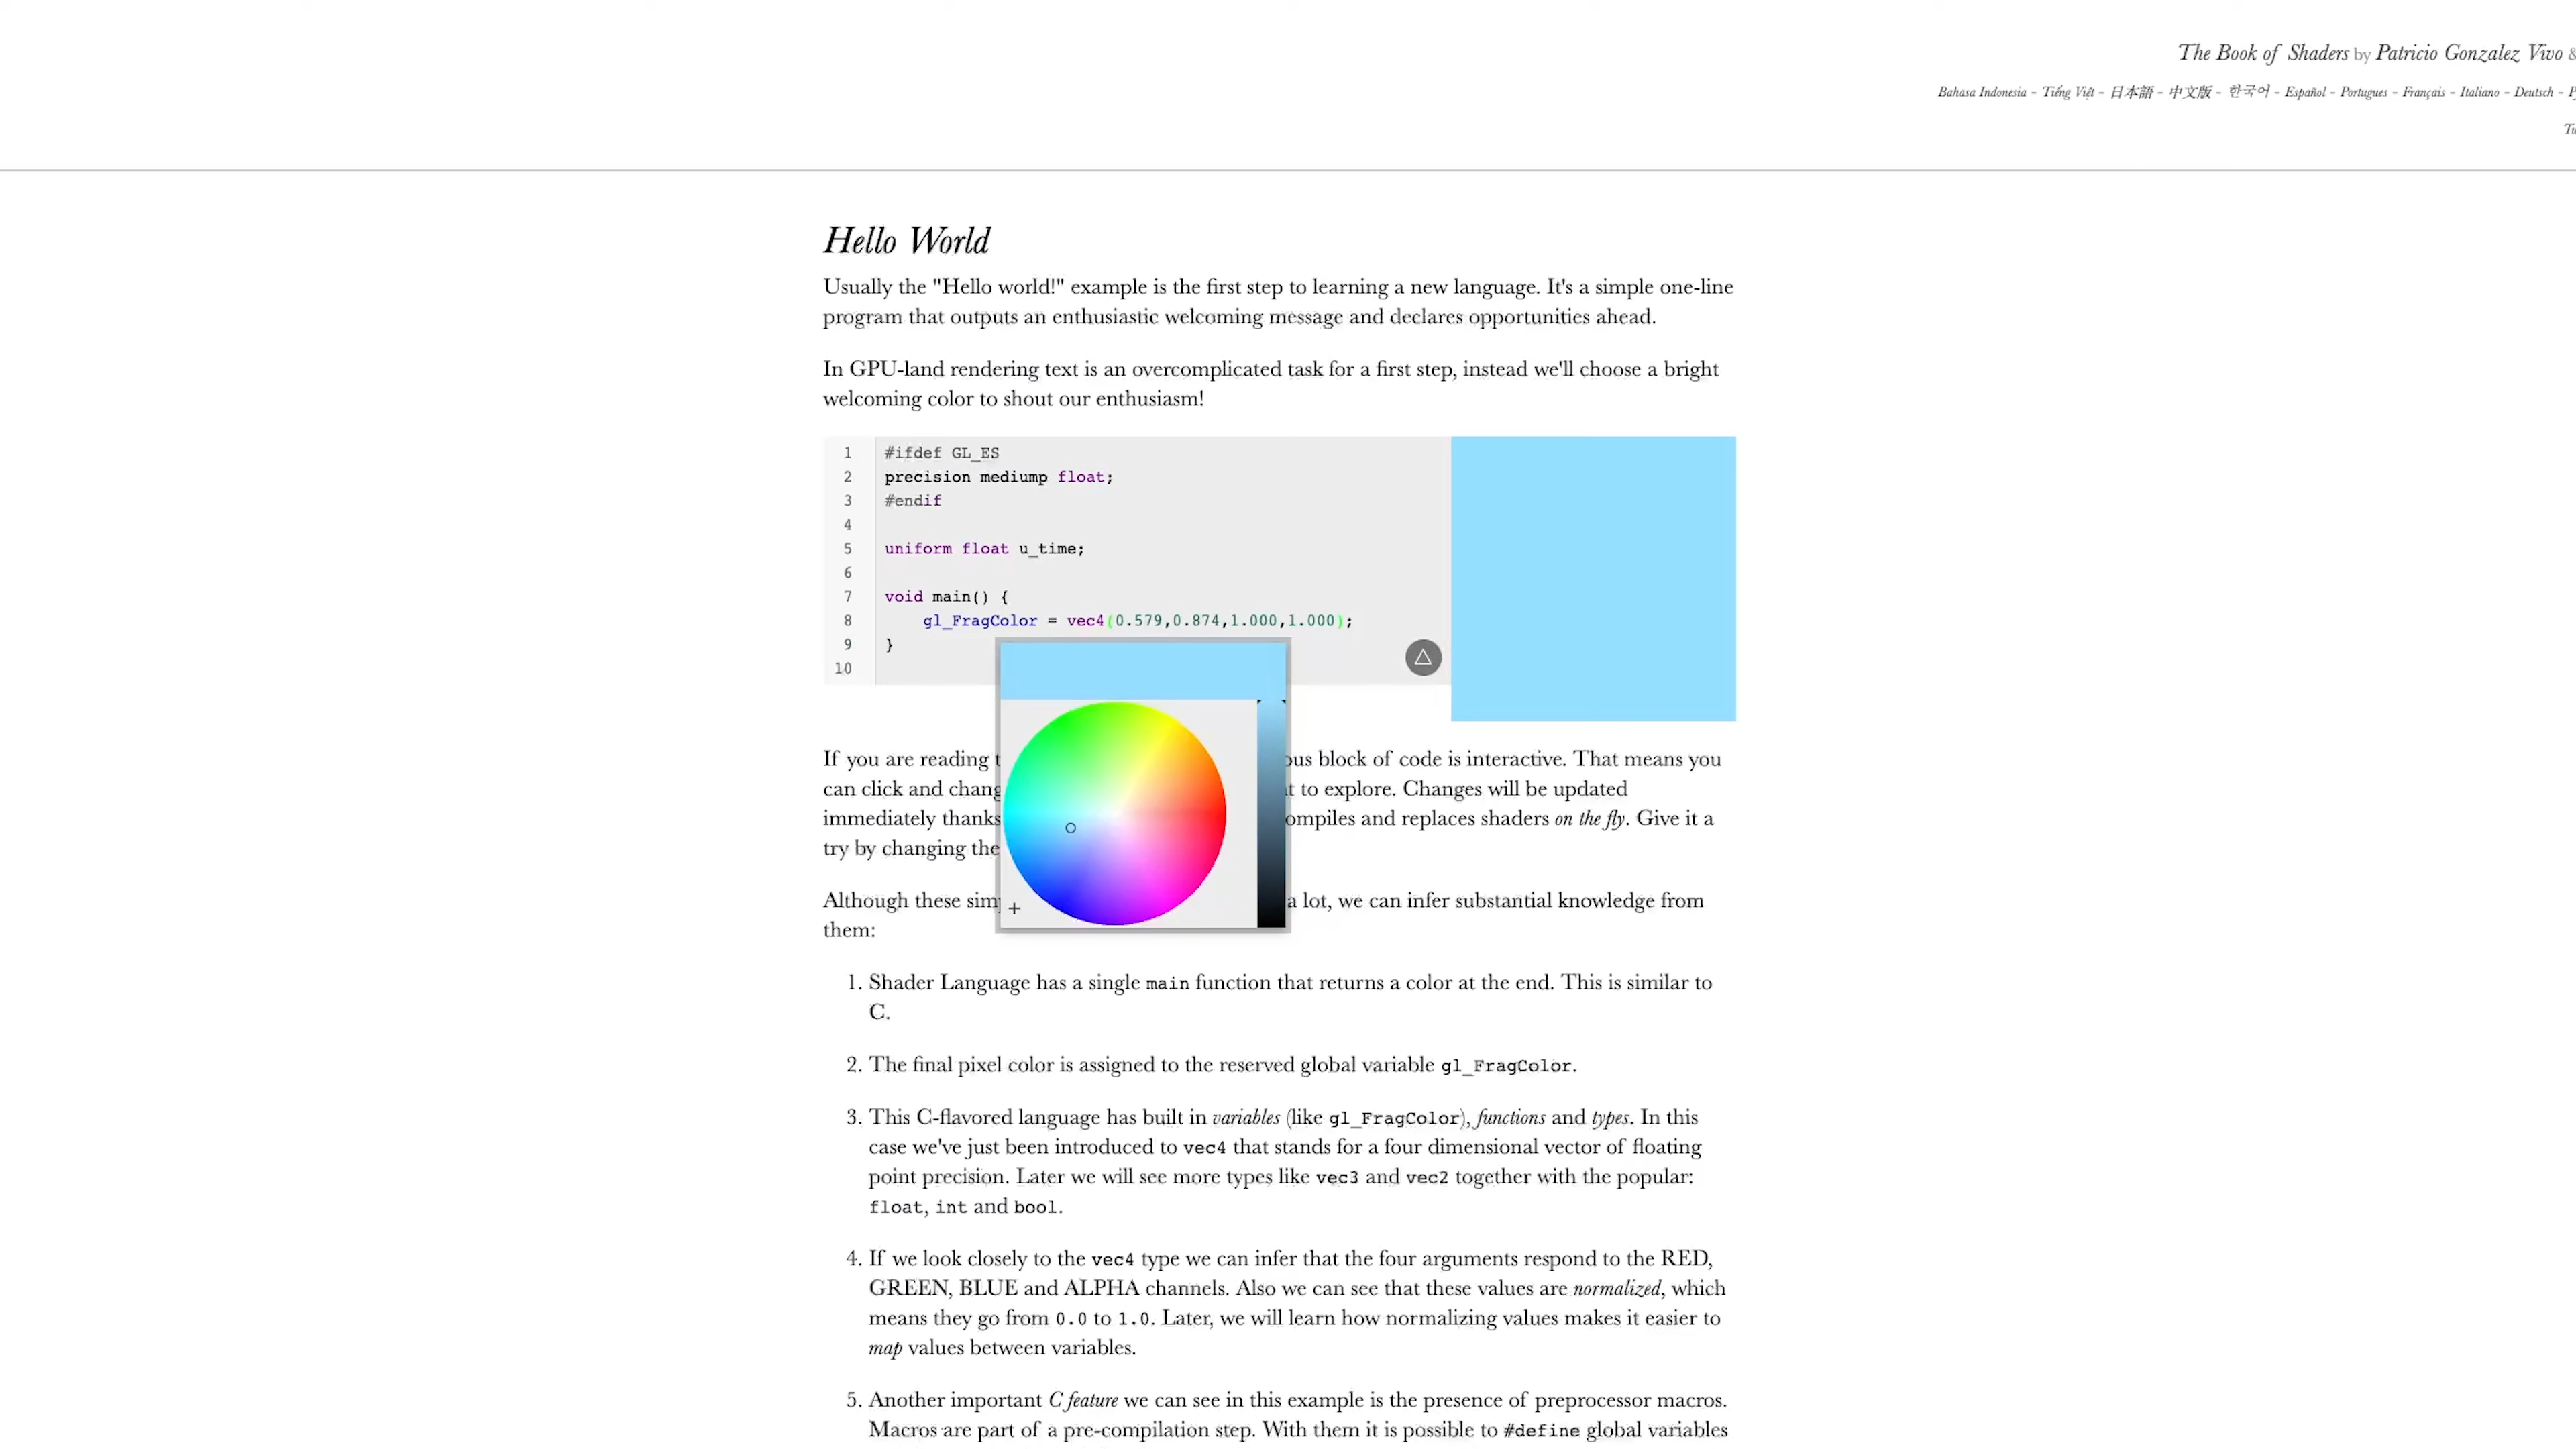 The Book of Shaders by Patricio Gonzalez Vivo &
Bahasa Indonesia - Tiếng Việt - 日本語 - 中文版 - 한국어 - Español - Portugues - Français - Italiano - Deutsch -
Hello World
Usually the "Hello world!" example is the first step to learning a new language. It's a simple one-line
program that outputs an enthusiastic welcoming message and declares opportunities ahead.
In GPU-land rendering text is an overcomplicated task for a first step, instead we'll choose a bright
welcoming color to shout our enthusiasm!
1 #ifdef GL_ES
2 precision mediump float;
3 #endif
4
5 uniform float u_time;
6
7 void main() {
8 gl_FragColor = vec4(0.579,0.874,1.000,1.000);
9 }
10
If you are reading block of code is interactive. That means you
can click and to explore. Changes will be updated
immediately thanks compiles and replaces shaders on the fly. Give it a
try by changing the
Although these a lot, we can infer substantial knowledge from
them:
1. Shader Language has a single main function that returns a color at the end. This is similar to
C.
2. The final pixel color is assigned to the reserved global variable gl_FragColor.
3. This C-flavored language has built in variables (like gl_FragColor), functions and types. In this
case we've just been introduced to vec4 that stands for a four dimensional vector of floating
point precision. Later we will see more types like vec3 and vec2 together with the popular:
float, int and bool.
4. If we look closely to the vec4 type we can infer that the four arguments respond to the RED,
GREEN, BLUE and ALPHA channels. Also we can see that these values are normalized, which
means they go from 0.0 to 1.0. Later, we will learn how normalizing values makes it easier to
map values between variables.
5. Another important C feature we can see in this example is the presence of preprocessor macros.
Macros are part of a pre-compilation step. With them it is possible to #define global variables